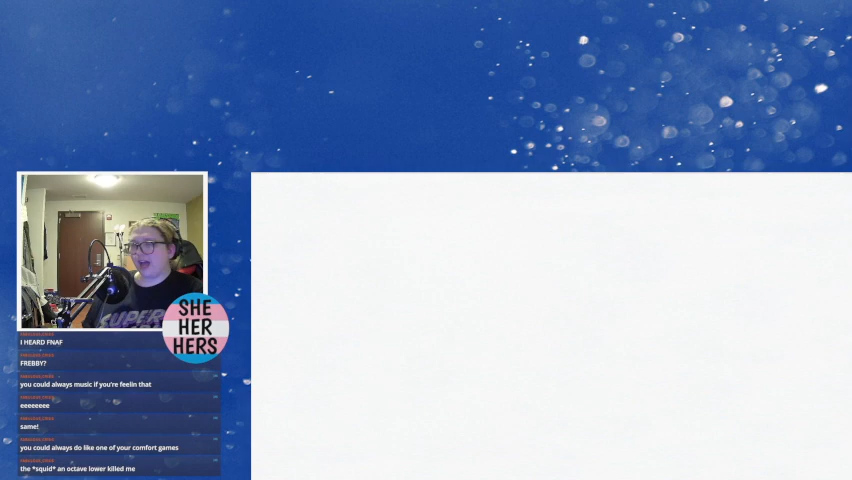 SUPER
SHE
HER
HERS
I HEARD FNAF
FREBBY?
you could always music if you're feelin that
eeeeeeee
same!
you could always do like one of your comfort games
the *squid* an octave lower killed me